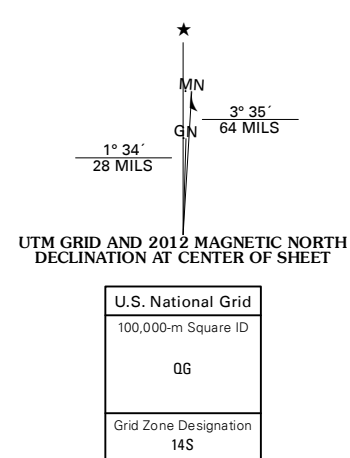 ★
MN
3° 35´
64 MILS
GN
1° 34´
28 MILS
UTM GRID AND 2012 MAGNETIC NORTH
DECLINATION AT CENTER OF SHEET
U.S. National Grid
100,000-m Square ID
QG
Grid Zone Designation
14S